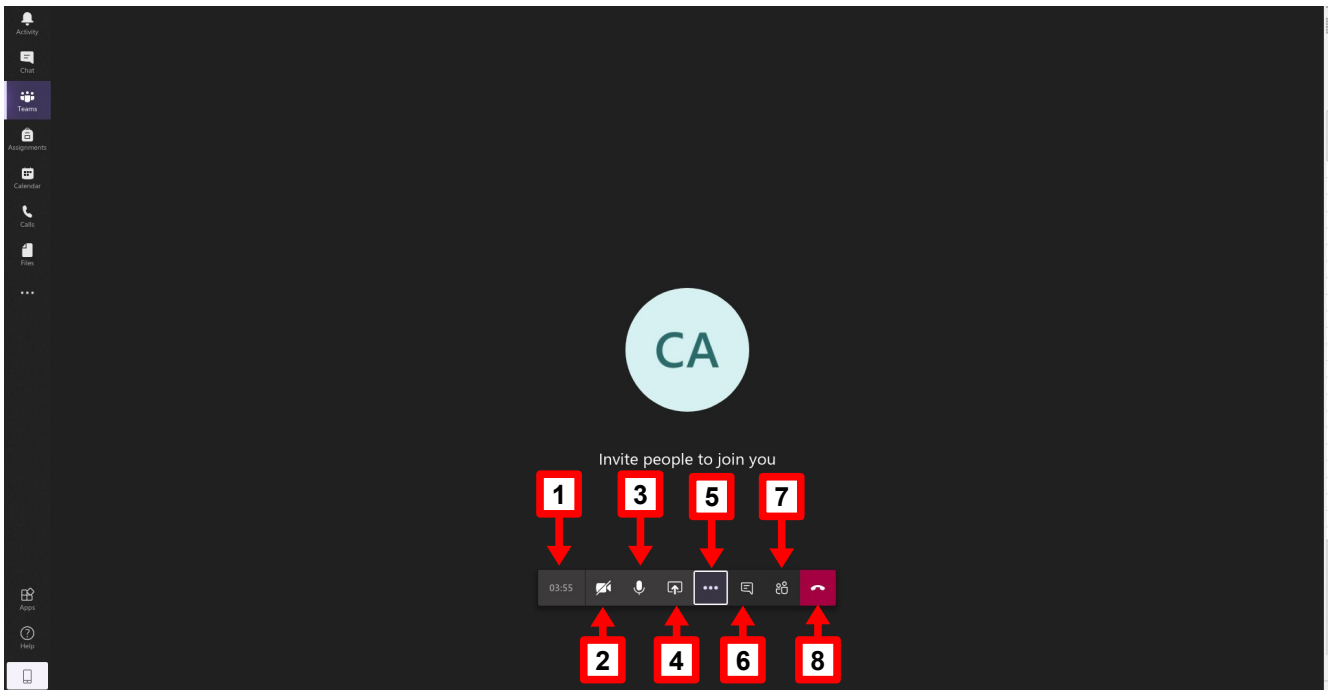 Activity
Chat
Teams
Assignments
Calendar
Calls
Files
CA
Invite people to join you
1 3 5 7
03:55
2 4 6 8
Apps
Help